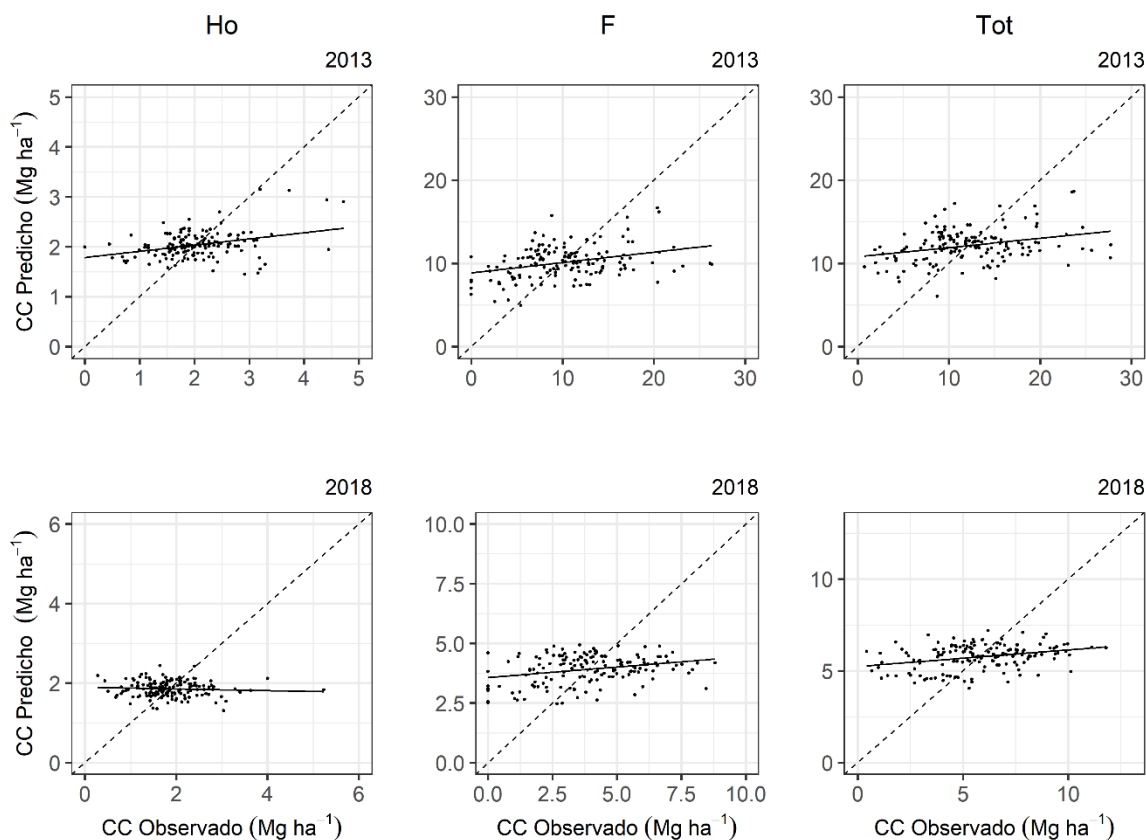 Ho
F
Tot
2013
2013
2013
CC Predicho (Mg ha⁻¹)
5
4
3
2
1
0
30
20
10
0
30
20
10
0
0 1 2 3 4 5
0 10 20 30
0 10 20 30
2018
2018
2018
CC Predicho (Mg ha⁻¹)
6
4
2
0
10.0
7.5
5.0
2.5
0.0
10
5
0
0 2 4 6
0.0 2.5 5.0 7.5 10.0
0 5 10
CC Observado (Mg ha⁻¹)
CC Observado (Mg ha⁻¹)
CC Observado (Mg ha⁻¹)